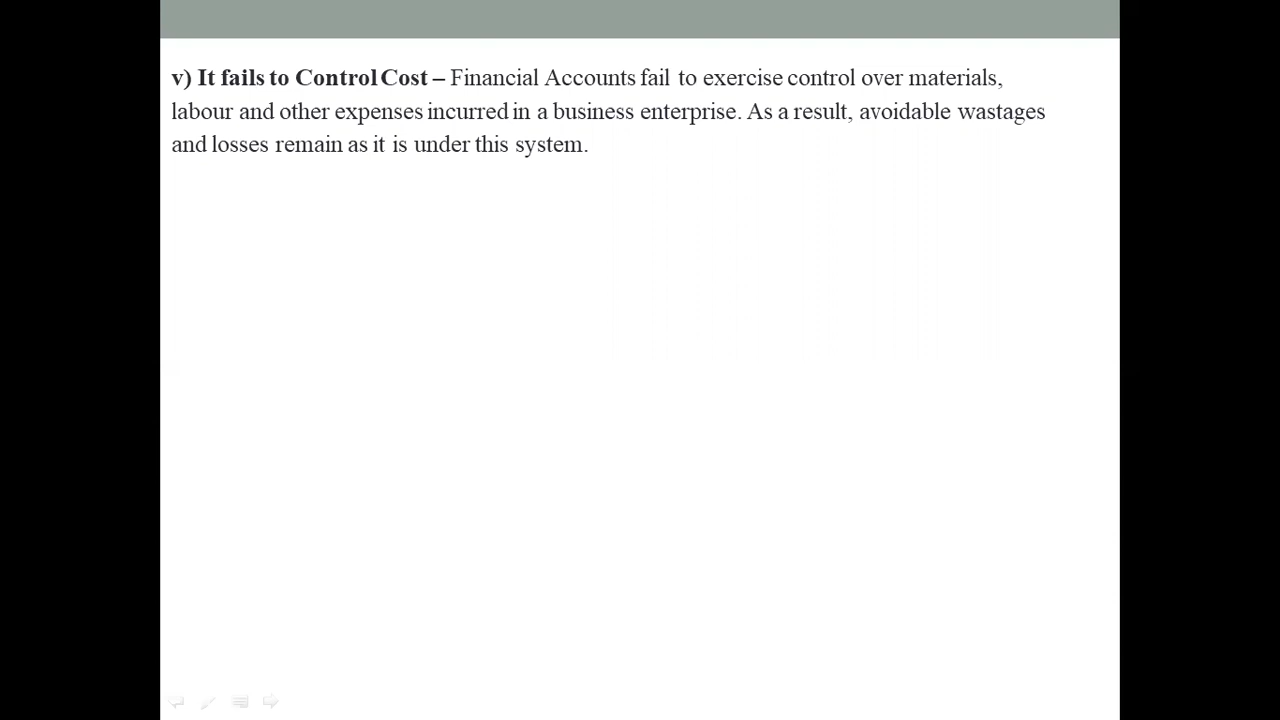 v) It fails to Control Cost – Financial Accounts fail to exercise control over materials,
labour and other expenses incurred in a business enterprise. As a result, avoidable wastages
and losses remain as it is under this system.